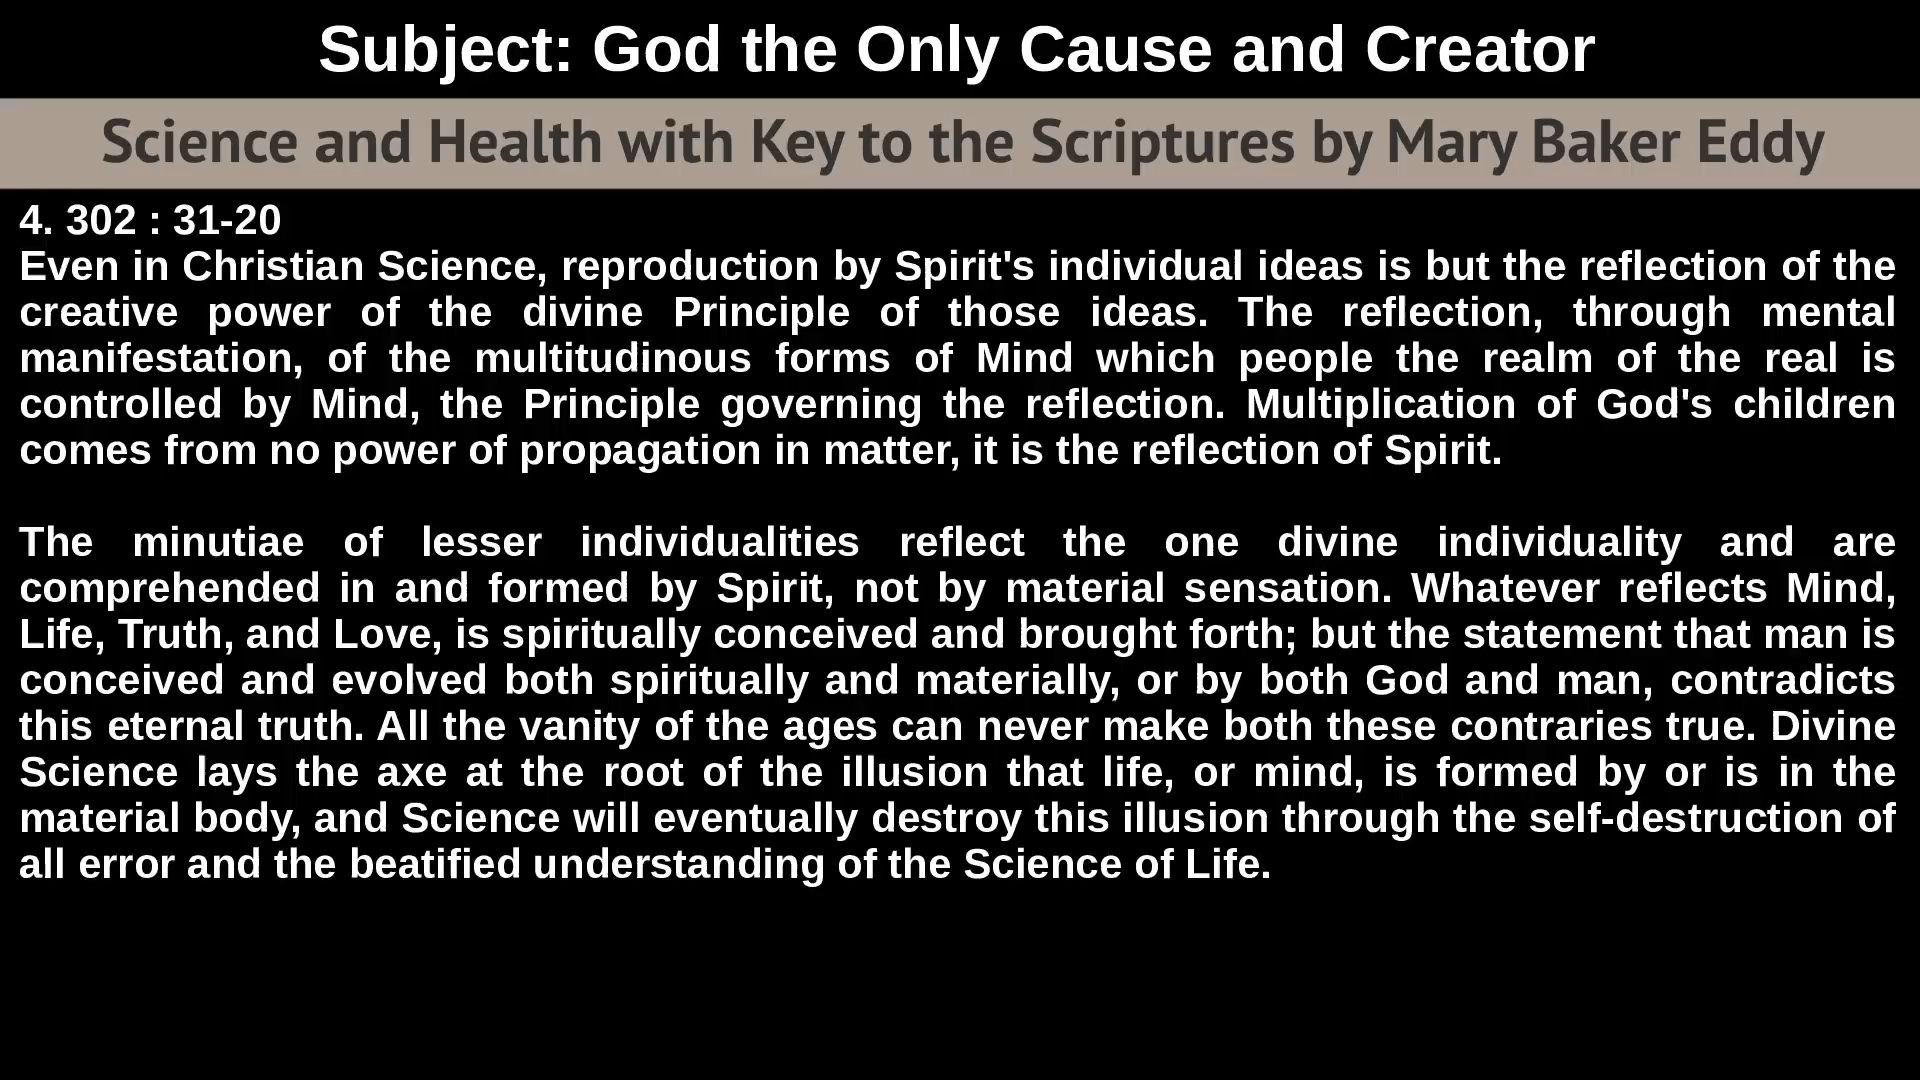 Subject: God the Only Cause and Creator
Science and Health with Key to the Scriptures by Mary Baker Eddy
4. 302 : 31-20
Even in Christian Science, reproduction by Spirit's individual ideas is but the reflection of the
creative power of the divine Principle of those ideas. The reflection, through mental
manifestation, of the multitudinous forms of Mind which people the realm of the real is
controlled by Mind, the Principle governing the reflection. Multiplication of God's children
comes from no power of propagation in matter, it is the reflection of Spirit.
The minutiae of lesser individualities reflect the one divine individuality and are
comprehended in and formed by Spirit, not by material sensation. Whatever reflects Mind,
Life, Truth, and Love, is spiritually conceived and brought forth; but the statement that man is
conceived and evolved both spiritually and materially, or by both God and man, contradicts
this eternal truth. All the vanity of the ages can never make both these contraries true. Divine
Science lays the axe at the root of the illusion that life, or mind, is formed by or is in the
material body, and Science will eventually destroy this illusion through the self-destruction of
all error and the beatified understanding of the Science of Life.